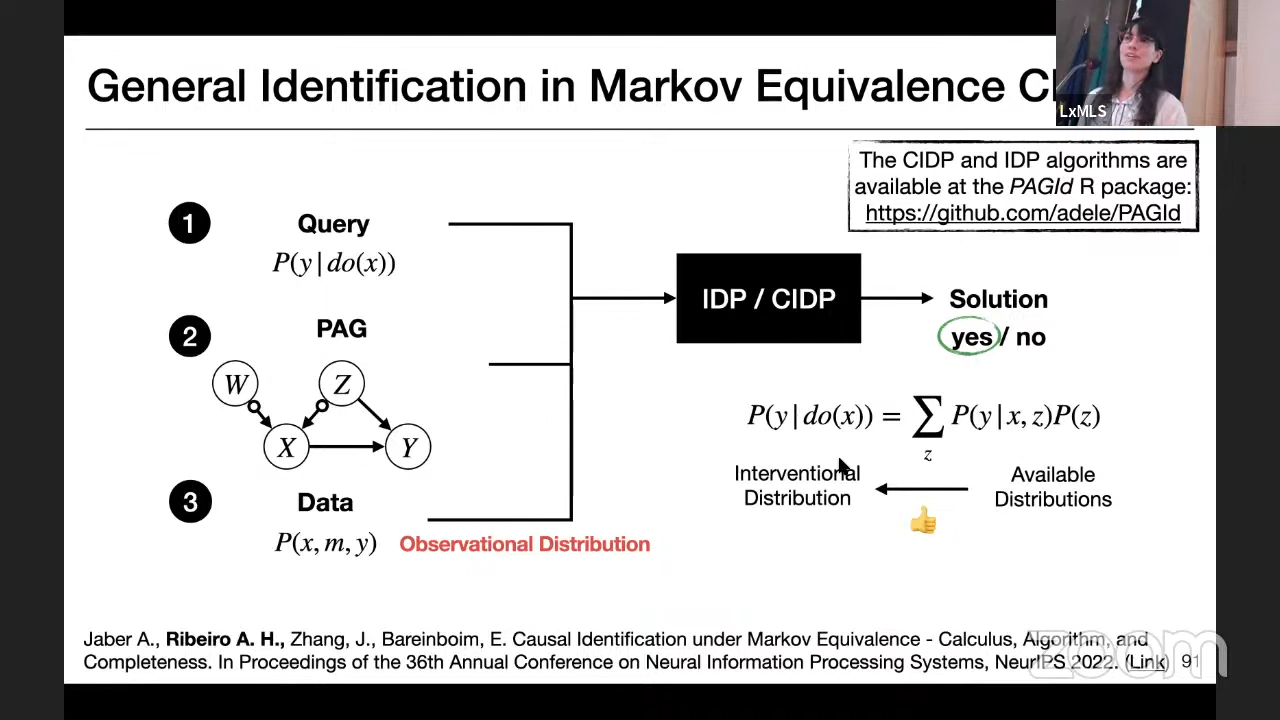 General Identification in Markov Equivalence
LxMLS
The CIDP and IDP algorithms are
available at the PAGId R package:
https://github.com/adele/PAGId
1 Query
P(y | do(x))
2 PAG
W Z
X Y
3 Data
P(x, m, y) Observational Distribution
IDP / CIDP
Solution
yes / no
P(y | do(x)) = ∑ P(y | x, z)P(z)
z
Interventional
Distribution
Available
Distributions
👍
Jaber A., Ribeiro A. H., Zhang, J., Bareinboim, E. Causal Identification under Markov Equivalence - Calculus, Algorithm, and
Completeness. In Proceedings of the 36th Annual Conference on Neural Information Processing Systems, NeurIPS 2022. (Link) 91
zoom